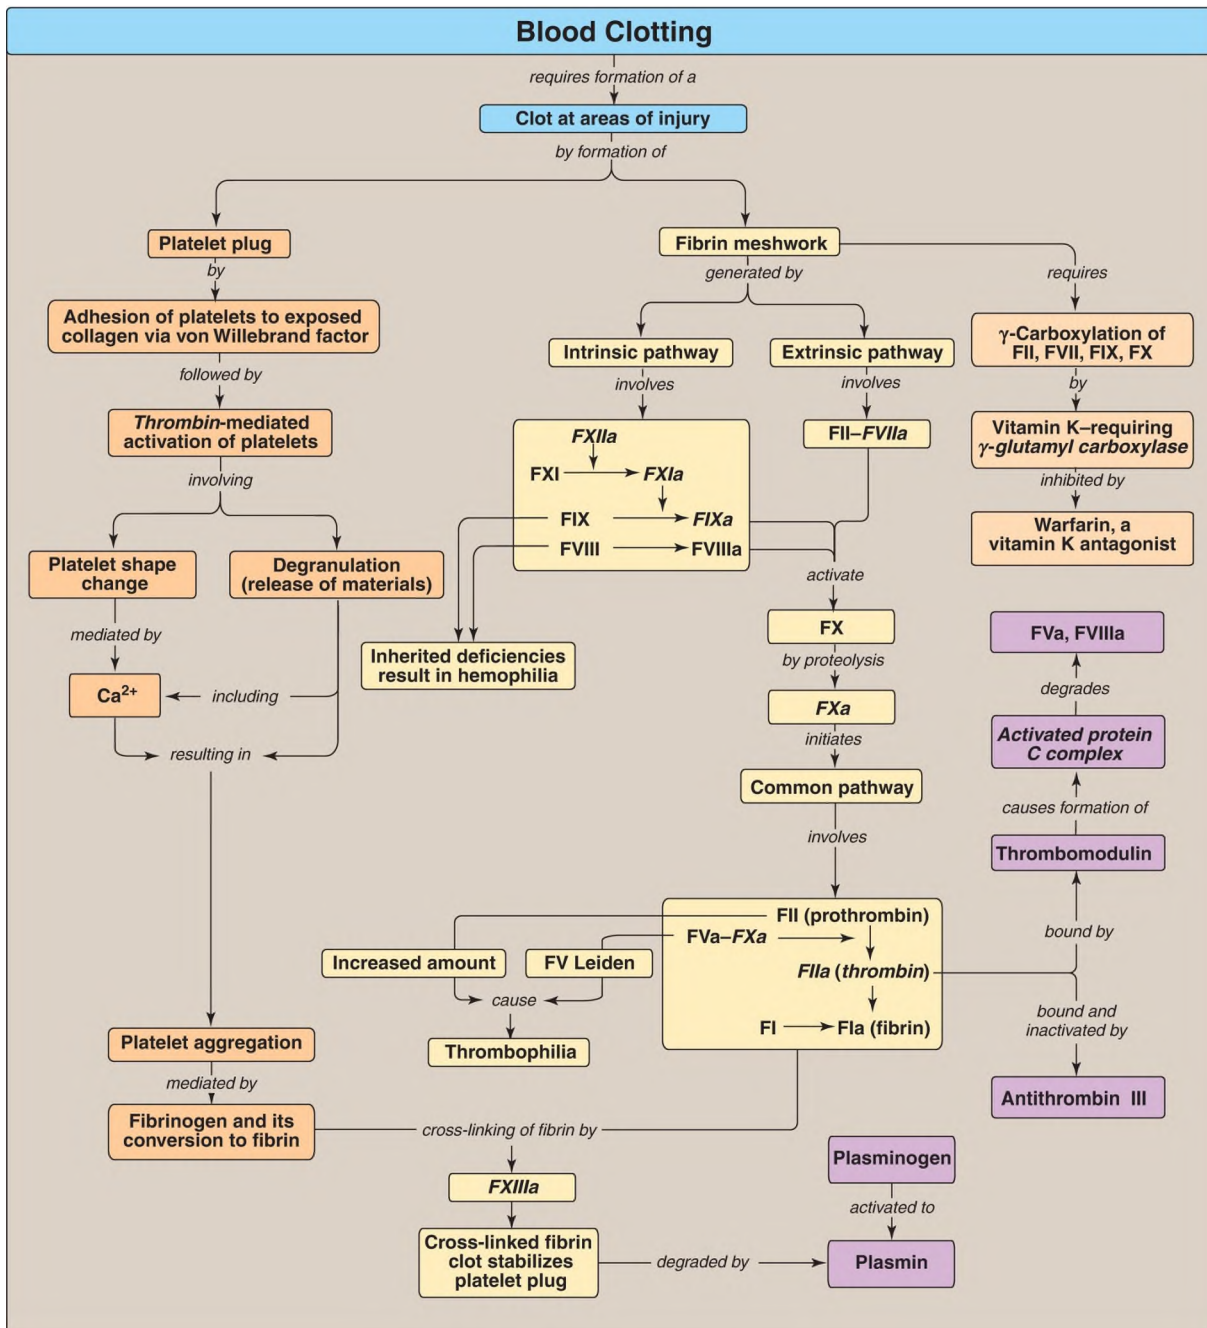 Blood Clotting
requires formation of a
Clot at areas of injury
by formation of
Platelet plug
by
Adhesion of platelets to exposed
collagen via von Willebrand factor
followed by
Thrombin-mediated
activation of platelets
involving
Platelet shape
change
Degranulation
(release of materials)
mediated by
Ca²⁺
including
resulting in
Platelet aggregation
mediated by
Fibrinogen and its
conversion to fibrin
Fibrin meshwork
generated by
Intrinsic pathway
involves
FXIIa
FXI
FXIa
FIX
FIXa
FVIII
FVIIIa
Inherited deficiencies
result in hemophilia
Extrinsic pathway
involves
FII–FVIIa
activate
FX
by proteolysis
FXa
initiates
Common pathway
involves
FII (prothrombin)
FVa–FXa
FIIa (thrombin)
FI
FIa (fibrin)
Increased amount
FV Leiden
cause
Thrombophilia
cross-linking of fibrin by
FXIIIa
Cross-linked fibrin
clot stabilizes
platelet plug
degraded by
Plasminogen
activated to
Plasmin
requires
γ-Carboxylation of
FII, FVII, FIX, FX
by
Vitamin K–requiring
γ-glutamyl carboxylase
inhibited by
Warfarin, a
vitamin K antagonist
FVa, FVIIIa
degrades
Activated protein
C complex
causes formation of
Thrombomodulin
bound by
bound and
inactivated by
Antithrombin III